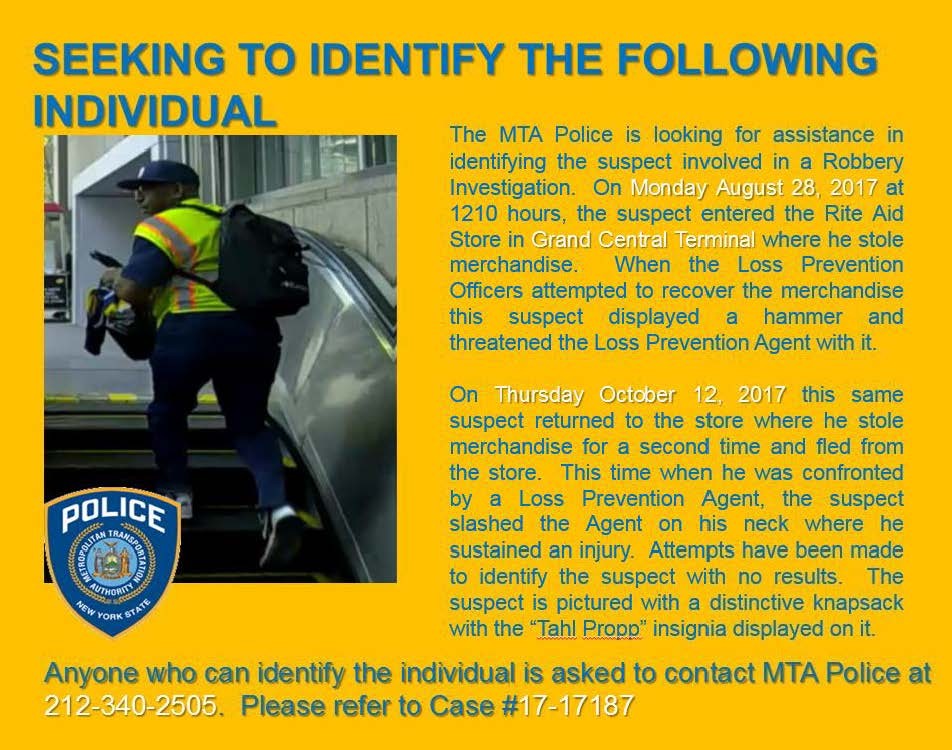 SEEKING TO IDENTIFY THE FOLLOWING
INDIVIDUAL
The MTA Police is looking for assistance in
identifying the suspect involved in a Robbery
Investigation. On Monday August 28, 2017 at
1210 hours, the suspect entered the Rite Aid
Store in Grand Central Terminal where he stole
merchandise. When the Loss Prevention
Officers attempted to recover the merchandise
this suspect displayed a hammer and
threatened the Loss Prevention Agent with it.
On Thursday October 12, 2017 this same
suspect returned to the store where he stole
merchandise for a second time and fled from
the store. This time when he was confronted
by a Loss Prevention Agent, the suspect
slashed the Agent on his neck where he
sustained an injury. Attempts have been made
to identify the suspect with no results. The
suspect is pictured with a distinctive knapsack
with the “Tahl Propp” insignia displayed on it.
POLICE
METROPOLITAN TRANSPORTATION
AUTHORITY
NEW YORK STATE
Anyone who can identify the individual is asked to contact MTA Police at
212-340-2505. Please refer to Case #17-17187